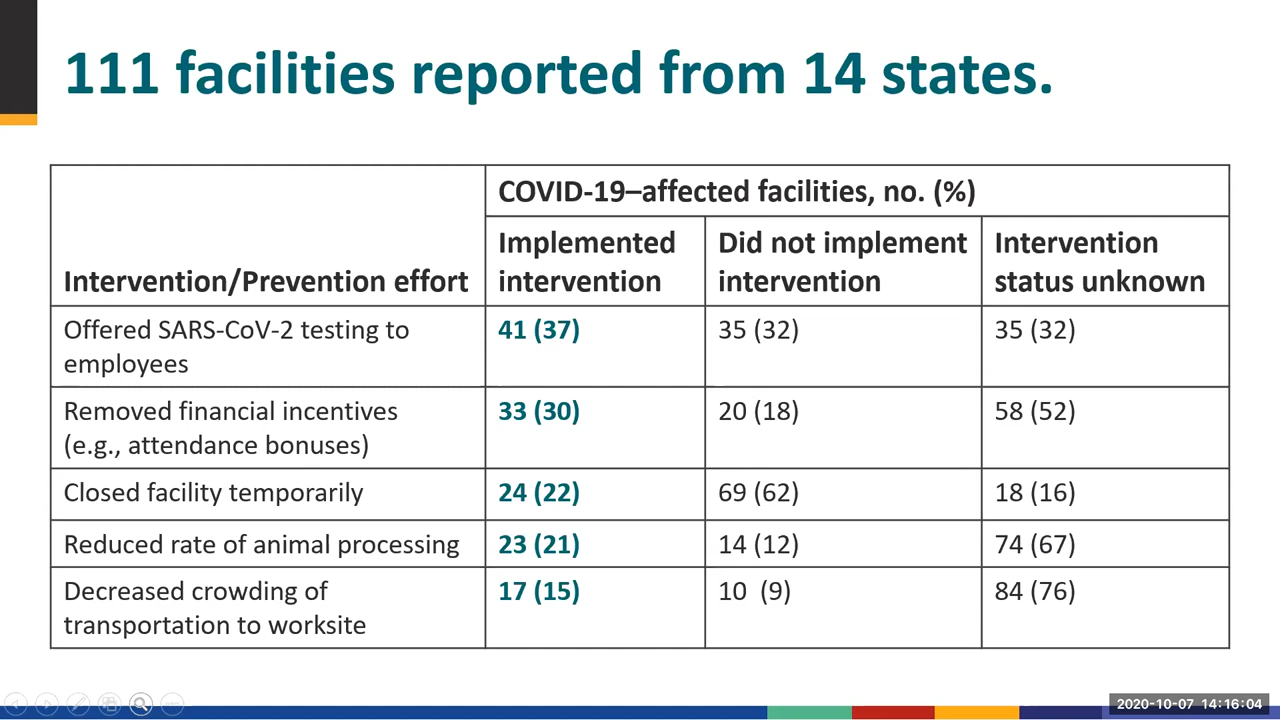 111 facilities reported from 14 states.
COVID-19–affected facilities, no. (%)
Intervention/Prevention effort
Implemented
intervention
Did not implement
intervention
Intervention
status unknown
Offered SARS-CoV-2 testing to
employees
41 (37)
35 (32)
35 (32)
Removed financial incentives
(e.g., attendance bonuses)
33 (30)
20 (18)
58 (52)
Closed facility temporarily
24 (22)
69 (62)
18 (16)
Reduced rate of animal processing
23 (21)
14 (12)
74 (67)
Decreased crowding of
transportation to worksite
17 (15)
10 (9)
84 (76)
2020-10-07 14:16:04